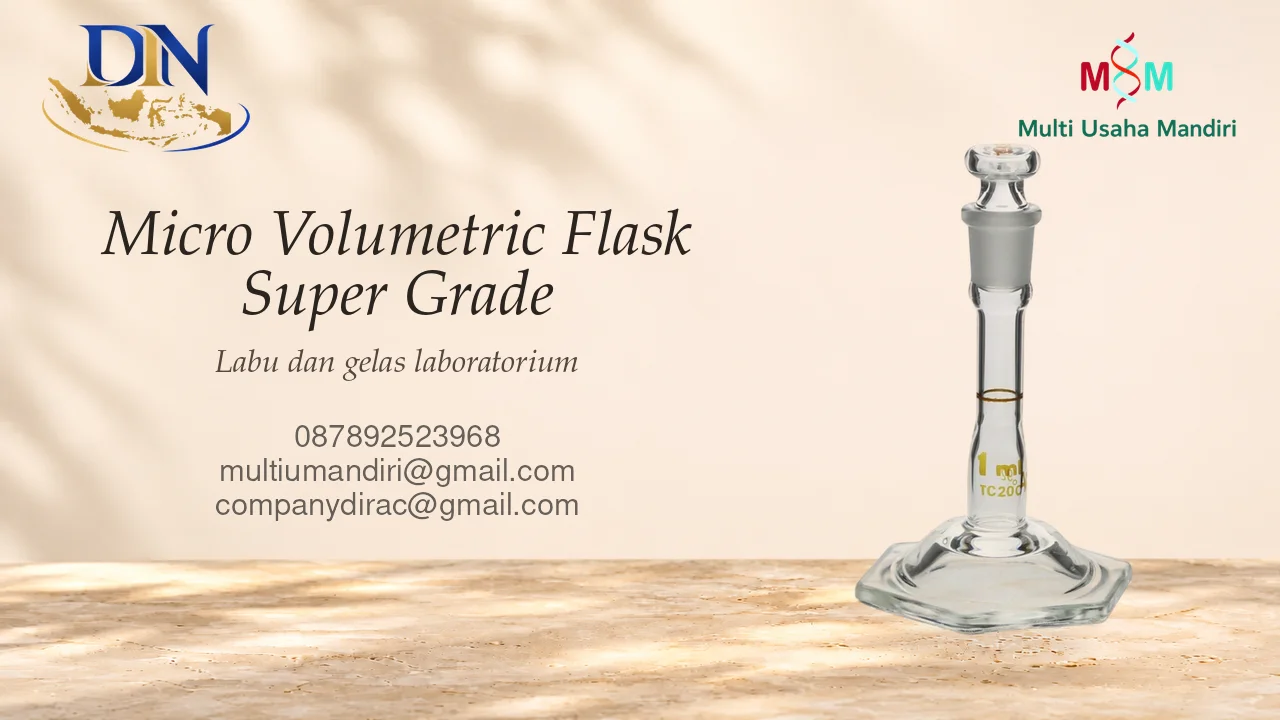 DIN
MSM
Multi Usaha Mandiri
Micro Volumetric Flask
Super Grade
Labu dan gelas laboratorium
087892523968
multiumandiri@gmail.com
companydirac@gmail.com
1 ml
TC20